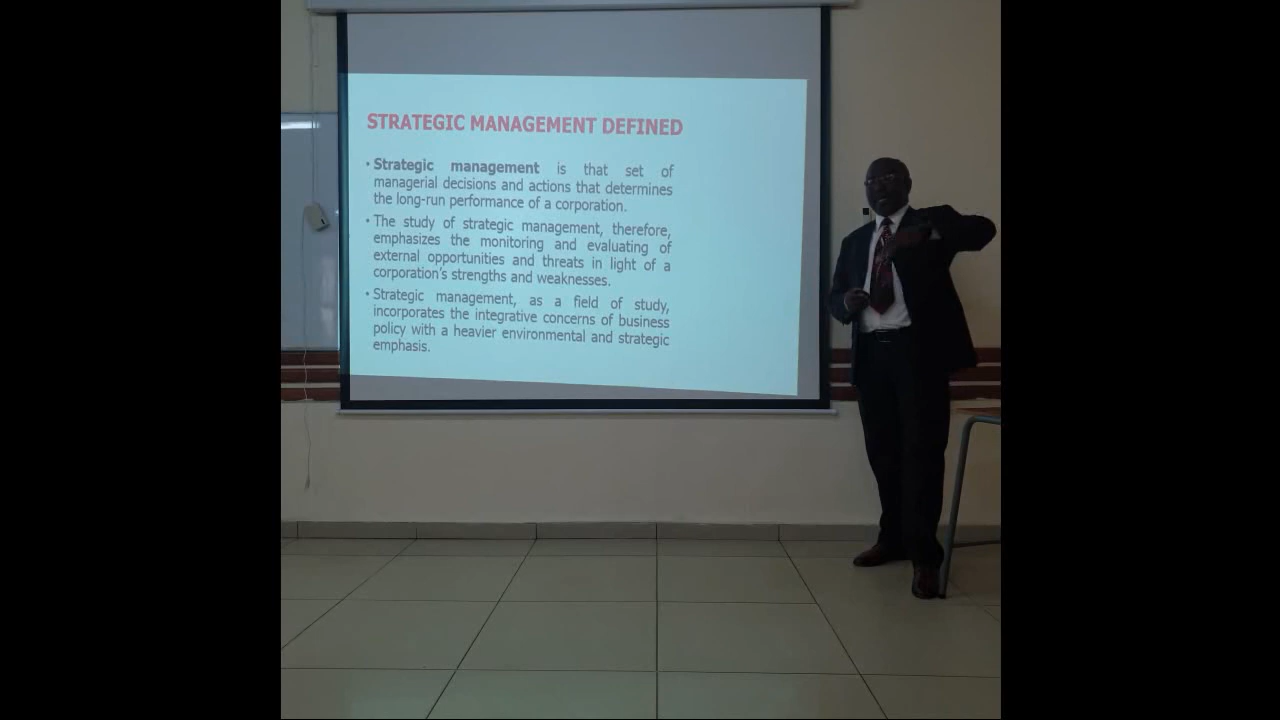 STRATEGIC MANAGEMENT DEFINED
• Strategic management is that set of
managerial decisions and actions that determines
the long-run performance of a corporation.
• The study of strategic management, therefore,
emphasizes the monitoring and evaluating of
external opportunities and threats in light of a
corporation's strengths and weaknesses.
• Strategic management, as a field of study,
incorporates the integrative concerns of business
policy with a heavier environmental and strategic
emphasis.